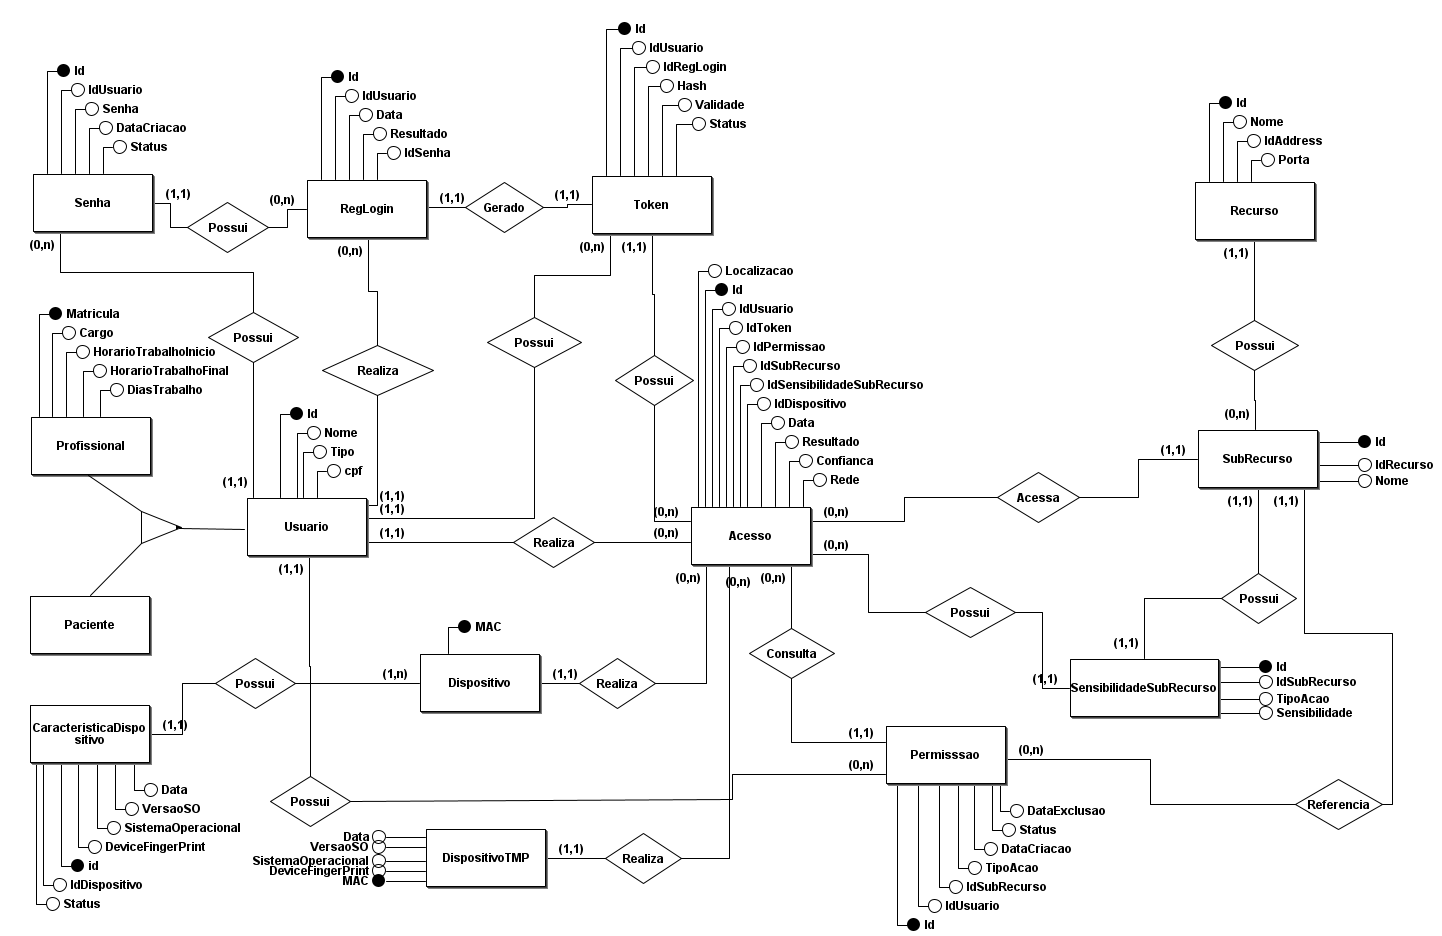 Id
IdUsuario
IdRegLogin
Hash
Validade
Status
Token
Id
IdUsuario
Senha
DataCriacao
Status
Senha
Id
IdUsuario
Data
Resultado
IdSenha
RegLogin
Id
Nome
IdAddress
Porta
Recurso
(1,1)
Possui
(0,n)
(1,1)
Gerado
(1,1)
(0,n)
(0,n)
(0,n)
(1,1)
(1,1)
Localizacao
Id
IdUsuario
IdToken
IdPermissao
IdSubRecurso
IdSensibilidadeSubRecurso
IdDispositivo
Data
Resultado
Confianca
Rede
Acesso
Matricula
Cargo
HorarioTrabalhoInicio
HorarioTrabalhoFinal
DiasTrabalho
Profissional
Possui
Realiza
Possui
Possui
Possui
(0,n)
Id
Nome
Tipo
cpf
Usuario
(1,1)
(1,1)
(1,1)
(1,1)
Realiza
(0,n)
(0,n)
(0,n)
Acessa
(1,1)
SubRecurso
Id
IdRecurso
Nome
(1,1)
(1,1)
(0,n)
(1,1)
(0,n)
(0,n)
(0,n)
Paciente
MAC
Dispositivo
(1,n)
Possui
(1,1)
(1,1)
Realiza
Consulta
Possui
Possui
(1,1)
(1,1)
SensibilidadeSubRecurso
Id
IdSubRecurso
TipoAcao
Sensibilidade
CaracteristicaDispo
sitivo
Data
VersaoSO
SistemaOperacional
DeviceFingerPrint
id
IdDispositivo
Status
(1,1)
(0,n)
Permisssao
(0,n)
Referencia
Possui
Data
VersaoSO
SistemaOperacional
DeviceFingerPrint
MAC
DispositivoTMP
(1,1)
Realiza
DataExclusao
Status
DataCriacao
TipoAcao
IdSubRecurso
IdUsuario
Id